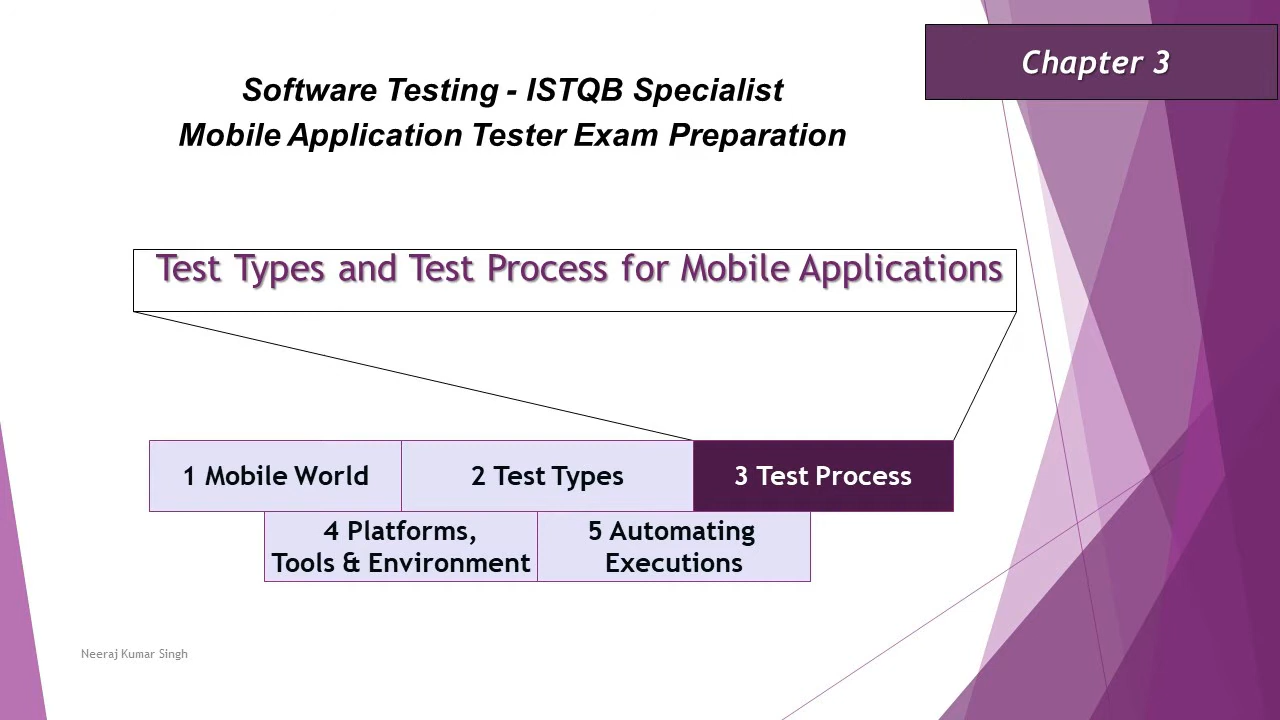 Chapter 3
Software Testing - ISTQB Specialist
Mobile Application Tester Exam Preparation
Test Types and Test Process for Mobile Applications
1 Mobile World
2 Test Types
3 Test Process
4 Platforms,
Tools & Environment
5 Automating
Executions
Neeraj Kumar Singh